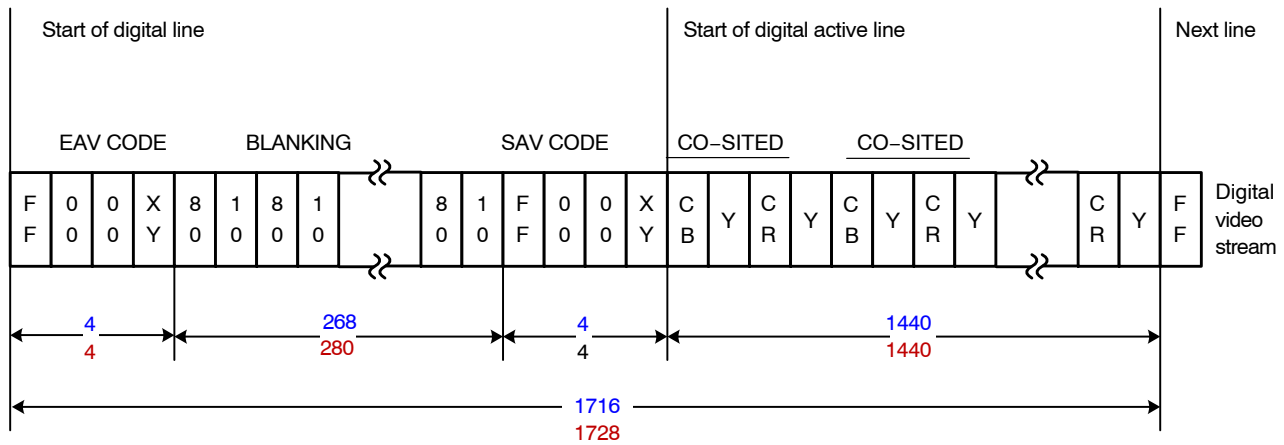 Start of digital line Start of digital active line Next line
EAV CODE BLANKING SAV CODE CO−SITED CO−SITED
F 0 0 X 8 1 8 1 8 1 F 0 0 X C Y C Y C Y C Y C Y F
F 0 0 Y 0 0 0 0 0 0 F 0 0 Y B R B R R F
Digital
video
stream
4 268 4 1440
4 280 4 1440
1716
1728